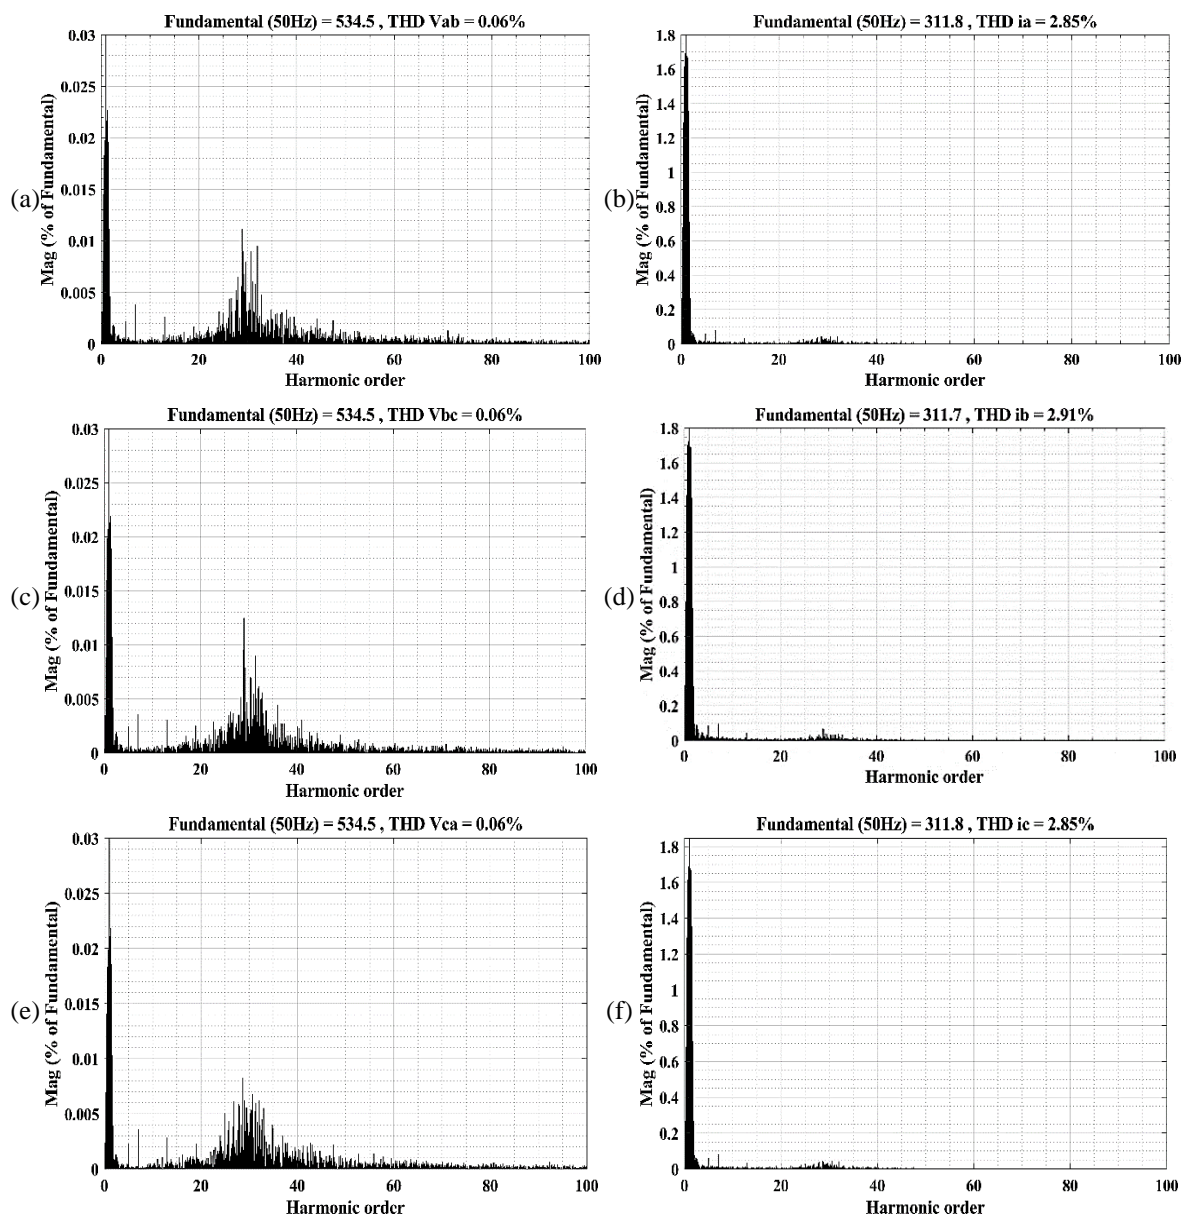 Fundamental (50Hz) = 534.5 , THD Vab = 0.06%
0.03
0.025
0.02
0.015
0.01
0.005
0
(a)
Mag (% of Fundamental)
0 20 40 60 80 100
Harmonic order
Fundamental (50Hz) = 311.8 , THD ia = 2.85%
1.8
1.6
1.4
1.2
1
1.8
0.6
0.4
0.2
0
(b)
Mag (% of Fundamental)
0 20 40 60 80 100
Harmonic order
Fundamental (50Hz) = 534.5 , THD Vbc = 0.06%
0.03
0.025
0.02
0.015
0.01
0.005
0
(c)
Mag (% of Fundamental)
0 20 40 60 80 100
Harmonic order
Fundamental (50Hz) = 311.7 , THD ib = 2.91%
1.8
1.6
1.4
1.2
1
0.8
0.6
0.4
0.2
0
(d)
Mag (% of Fundamental)
0 20 40 60 80 100
Harmonic order
Fundamental (50Hz) = 534.5 , THD Vca = 0.06%
0.03
0.025
0.02
0.015
0.01
0.005
0
(e)
Mag (% of Fundamental)
0 20 40 60 80 100
Harmonic order
Fundamental (50Hz) = 311.8 , THD ic = 2.85%
1.8
1.6
1.4
1.2
1
1.8
0.6
0.4
0.2
0
(f)
Mag (% of Fundamental)
0 20 40 60 80 100
Harmonic order